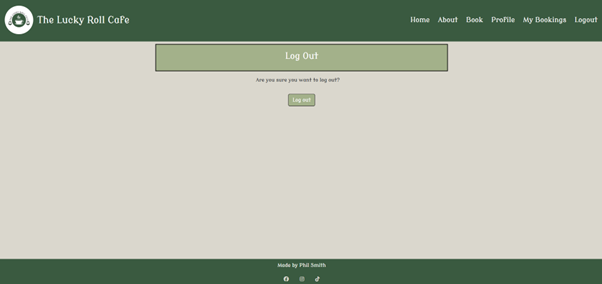 The Lucky Roll Cafe
Home About Book Profile My Bookings Logout
Log Out
Are you sure you want to log out?
Log out
Made by Phil Smith